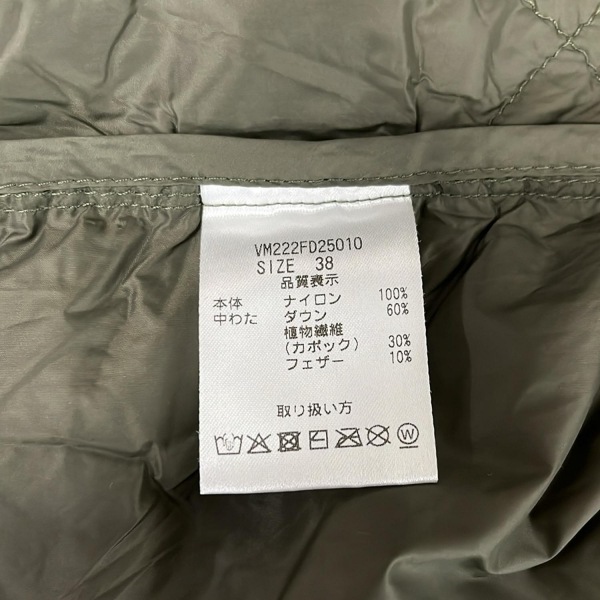 VM222FD25010
SIZE 38
品質表示
本体 ナイロン 100%
中わた ダウン 60%
植物繊維
(カポック) 30%
フェザー 10%
取り扱い方
W